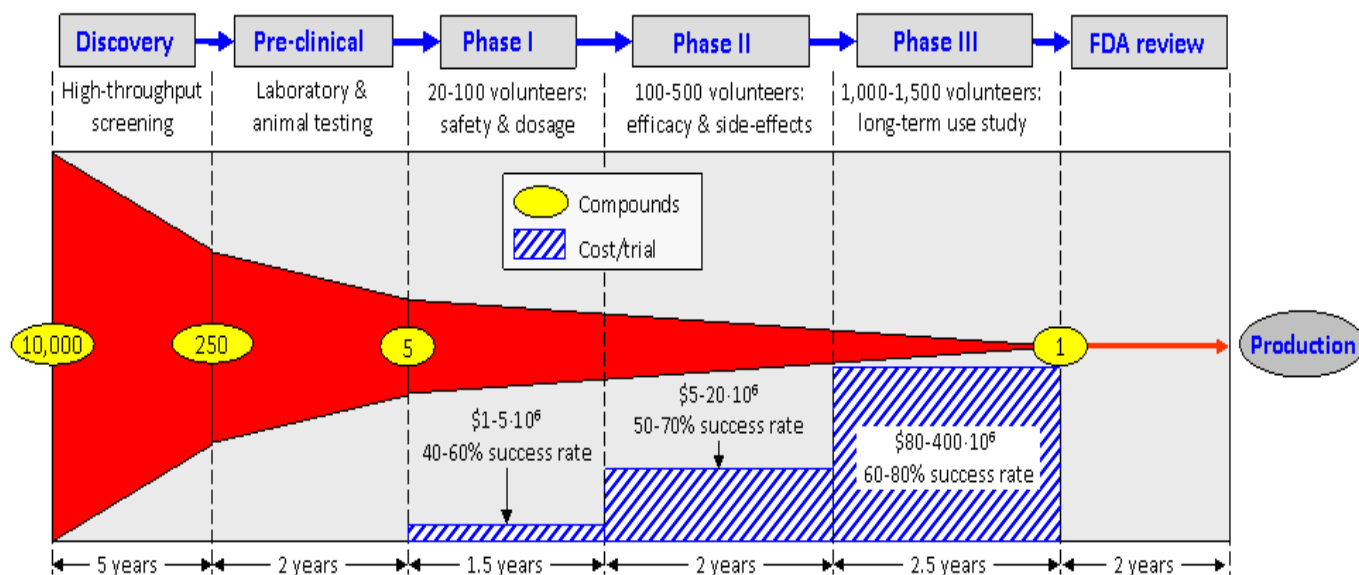 Discovery
Pre-clinical
Phase I
Phase II
Phase III
FDA review
High-throughput
screening
Laboratory &
animal testing
20-100 volunteers:
safety & dosage
100-500 volunteers:
efficacy & side-effects
1,000-1,500 volunteers:
long-term use study
Compounds
Cost/trial
10,000
250
5
1
Production
$1-5·10⁶
40-60% success rate
$5-20·10⁶
50-70% success rate
$80-400·10⁶
60-80% success rate
5 years
2 years
1.5 years
2 years
2.5 years
2 years